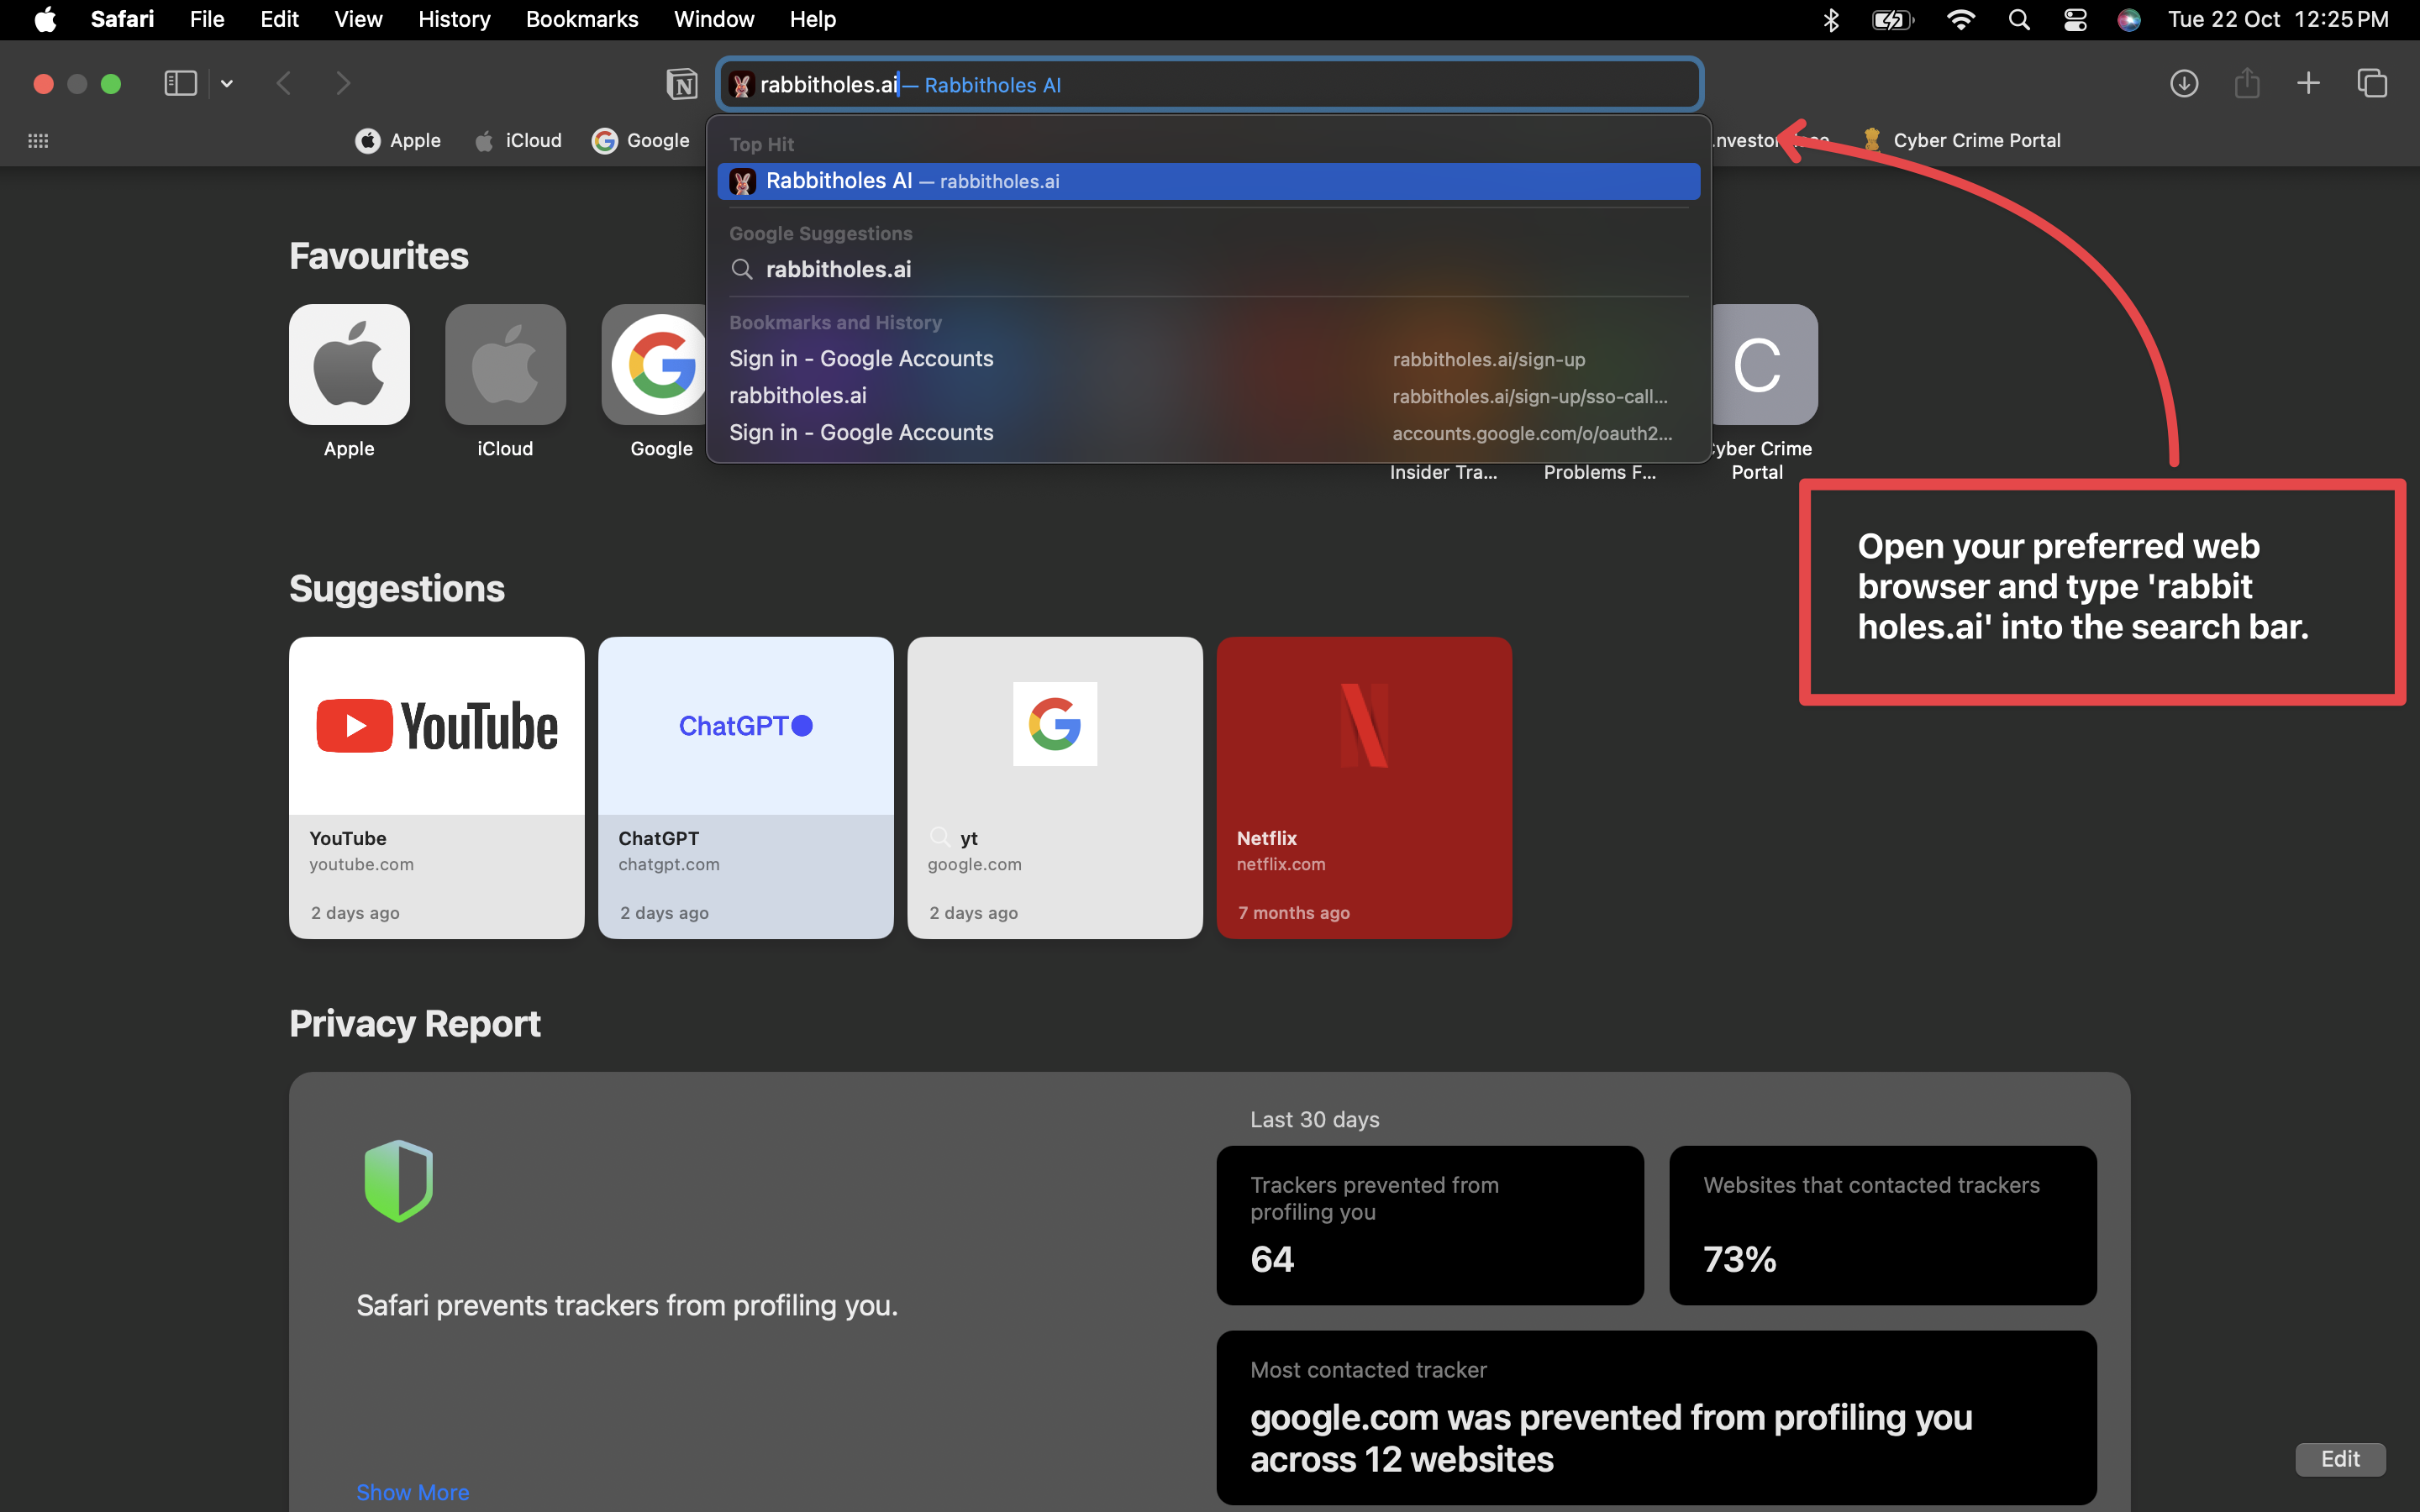 Safari File Edit View History Bookmarks Window Help Tue 22 Oct 12:25 PM
rabbitholes.ai — Rabbitholes AI
Apple iCloud Google Cyber Crime Portal
Top Hit
Rabbitholes AI — rabbitholes.ai
Google Suggestions
rabbitholes.ai
Bookmarks and History
Sign in - Google Accounts rabbitholes.ai/sign-up
rabbitholes.ai rabbitholes.ai/sign-up/sso-call...
Sign in - Google Accounts accounts.google.com/o/oauth2...
Favourites
C
Apple iCloud Google yber Crime
Insider Tra... Problems F... Portal
Open your preferred web
browser and type 'rabbit
holes.ai' into the search bar.
Suggestions
YouTube
ChatGPT
YouTube
youtube.com
2 days ago
ChatGPT
chatgpt.com
2 days ago
yt
google.com
2 days ago
Netflix
netflix.com
7 months ago
Privacy Report
Safari prevents trackers from profiling you.
Show More
Last 30 days
Trackers prevented from
profiling you
64
Websites that contacted trackers
73%
Most contacted tracker
google.com was prevented from profiling you
across 12 websites
Edit